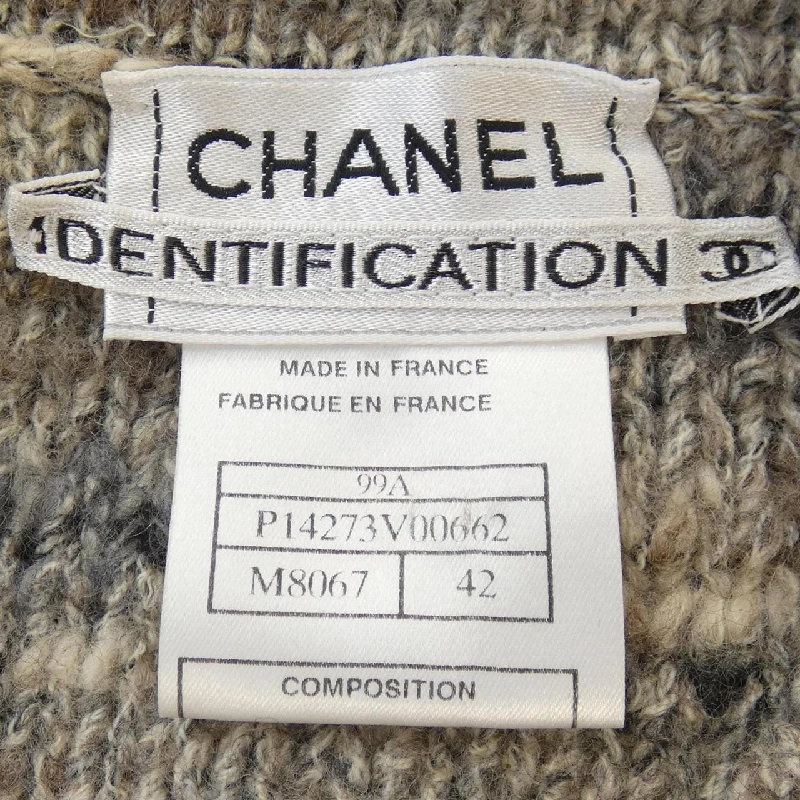 CHANEL
IDENTIFICATION
MADE IN FRANCE
FABRIQUE EN FRANCE
99A
P14273V00662
M8067 42
COMPOSITION